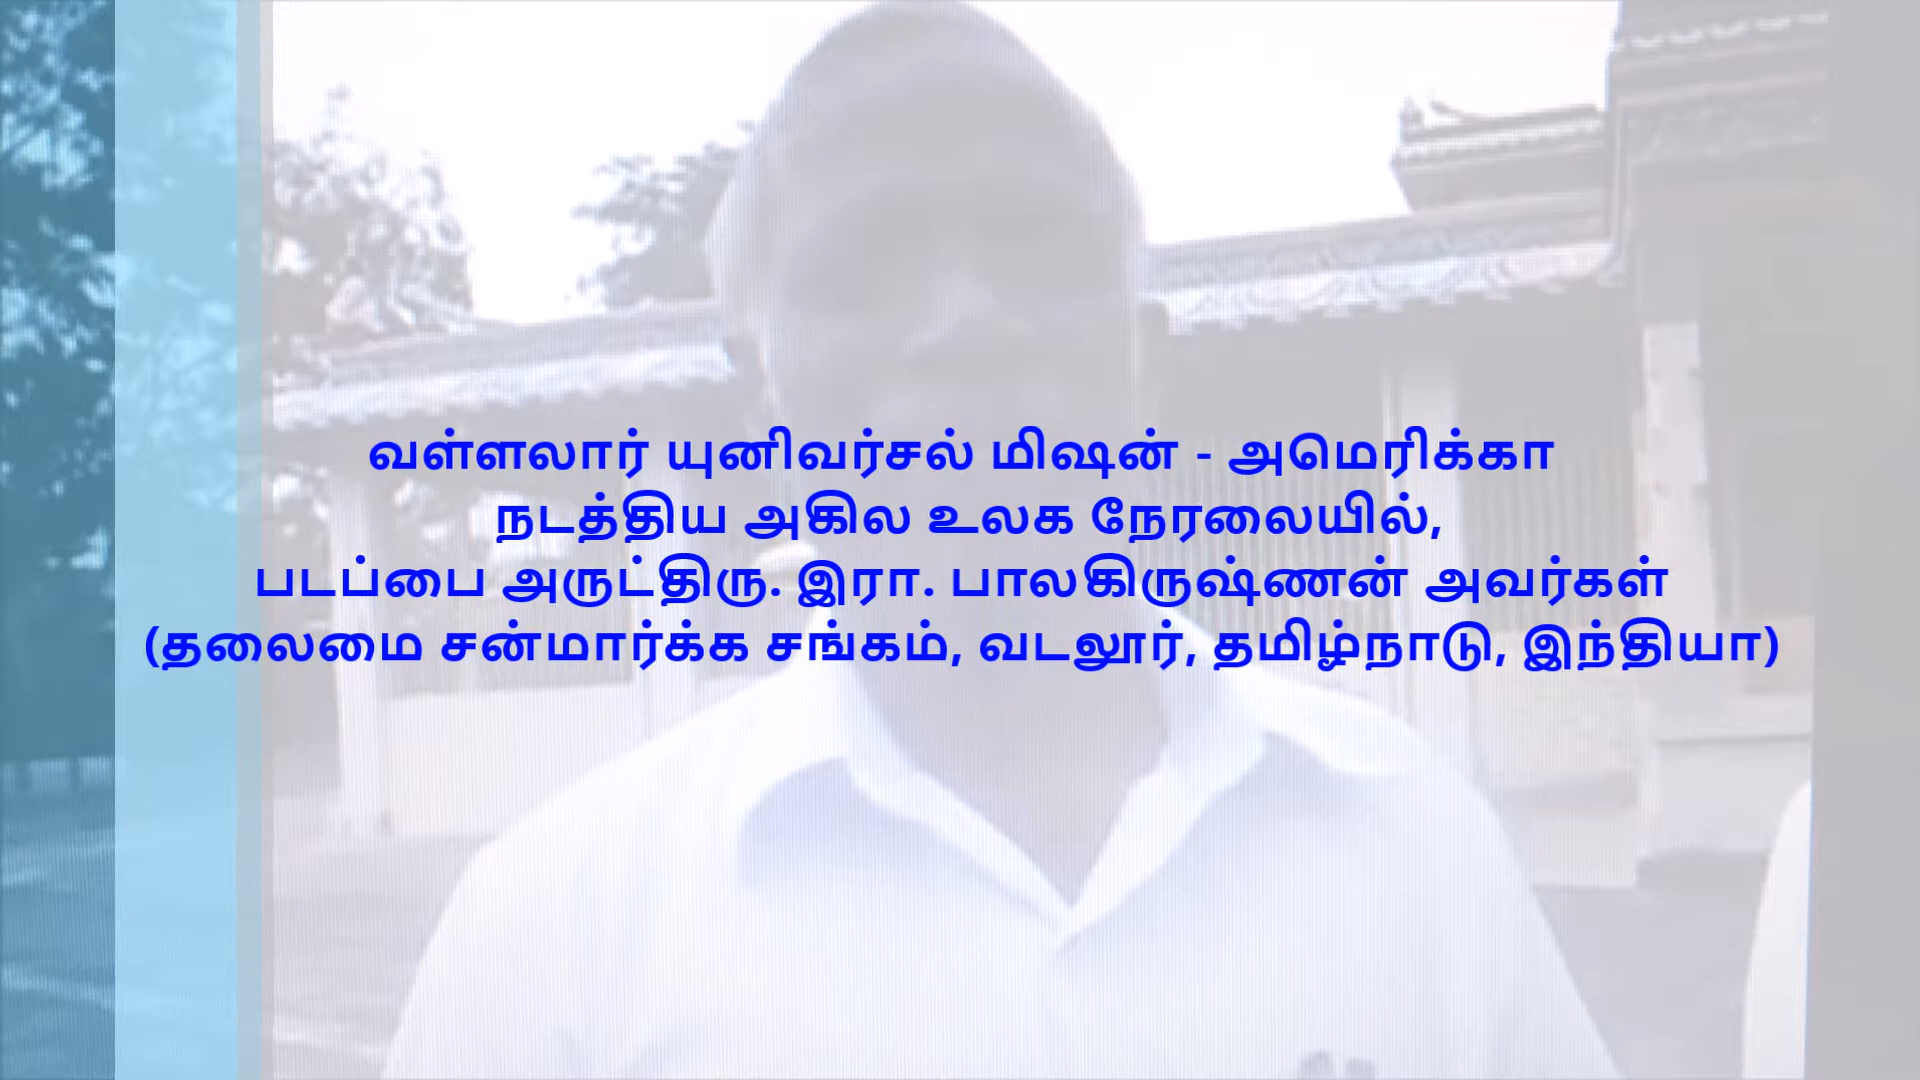 வள்ளலார் யுனிவர்சல் மிஷன் - அமெரிக்கா
நடத்திய அகில உலக நேரலையில்,
படப்பை அருட்திரு. இரா. பாலகிருஷ்ணன் அவர்கள்
(தலைமை சன்மார்க்க சங்கம், வடலூர், தமிழ்நாடு, இந்தியா)